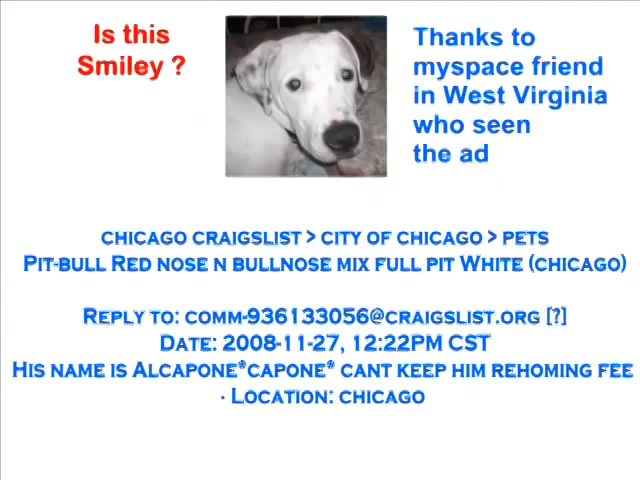 Is this
Smiley ?
Thanks to
myspace friend
in West Virginia
who seen
the ad
CHICAGO CRAIGSLIST > CITY OF CHICAGO > PETS
PIT-BULL RED NOSE N BULLNOSE MIX FULL PIT WHITE (CHICAGO)
REPLY TO: COMM-936133056@CRAIGSLIST.ORG [?]
DATE: 2008-11-27, 12:22PM CST
HIS NAME IS ALCAPONE*CAPONE* CANT KEEP HIM REHOMING FEE
· LOCATION: CHICAGO